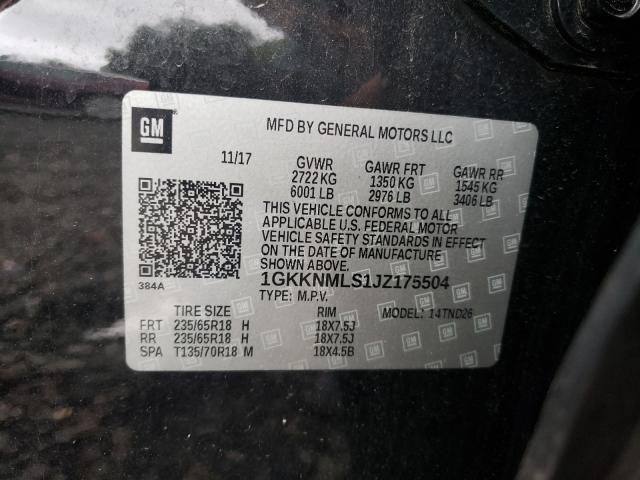 GM
MFD BY GENERAL MOTORS LLC
11/17 GVWR GAWR FRT GAWR RR
2722 KG 1350 KG 1545 KG
6001 LB 2976 LB 3406 LB
THIS VEHICLE CONFORMS TO ALL
APPLICABLE U.S. FEDERAL MOTOR
VEHICLE SAFETY STANDARDS IN EFFECT
ON THE DATE OF MANUFACTURE
SHOWN ABOVE.
384A
1GKKNMLS1JZ175504
TYPE: M.P.V. MODEL: 14TND26
TIRE SIZE RIM
FRT 235/65R18 H 18X7.5J
RR 235/65R18 H 18X7.5J
SPA T135/70R18 M 18X4.5B